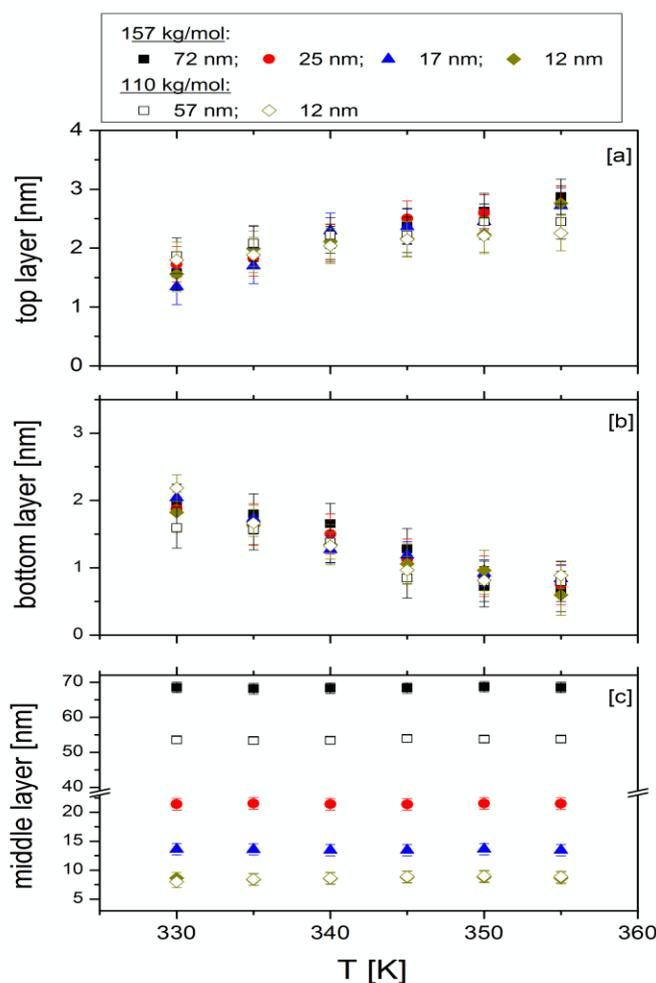 157 kg/mol:
72 nm; 25 nm; 17 nm; 12 nm
110 kg/mol:
57 nm; 12 nm
4
3
2
1
0
top layer [nm]
[a]
3
2
1
0
bottom layer [nm]
[b]
70
60
50
40
20
15
10
5
middle layer [nm]
[c]
330 340 350 360
T [K]